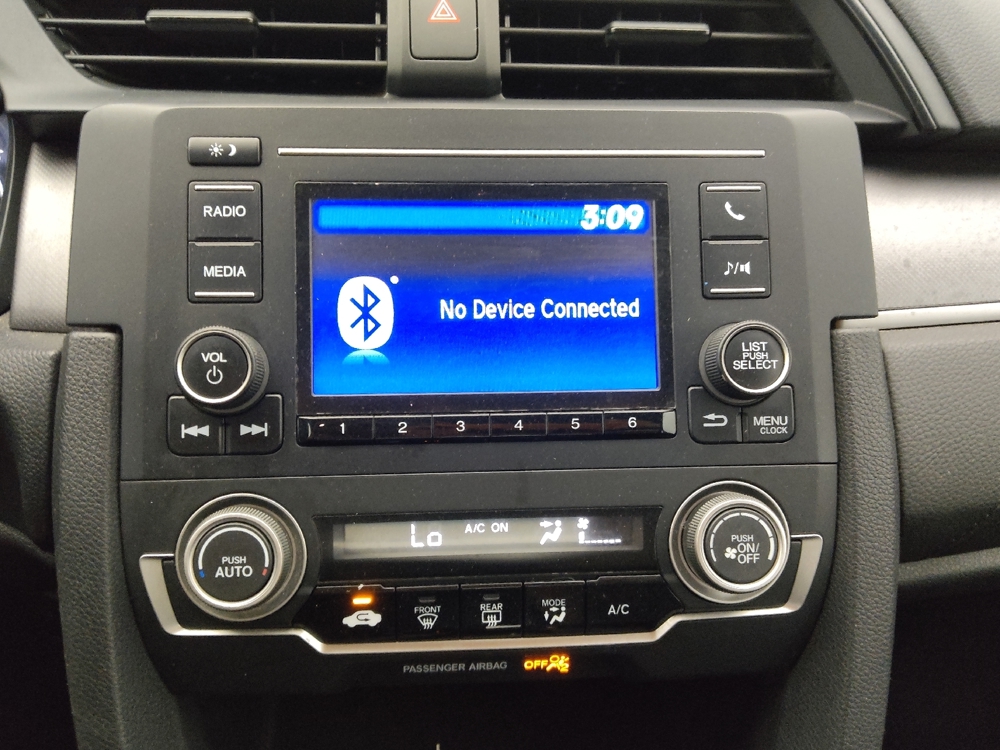 RADIO
MEDIA
3:09
No Device Connected
VOL
LIST
PUSH
SELECT
1 2 3 4 5 6
MENU
CLOCK
Lo
A/C ON
PUSH
AUTO
PUSH
ON/
OFF
FRONT
REAR
MODE
A/C
PASSENGER AIRBAG
OFF
2